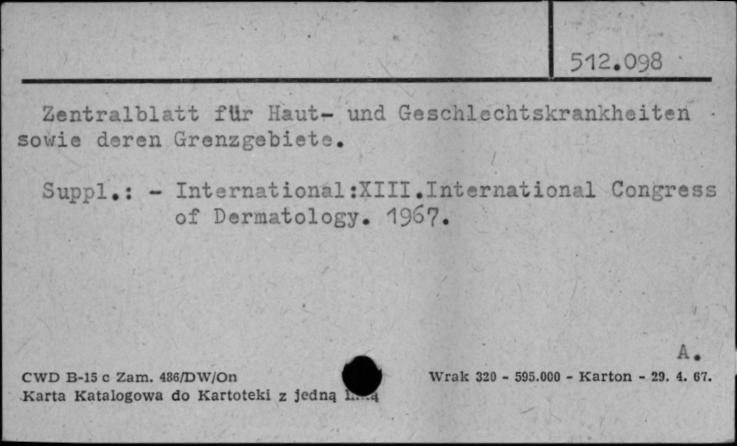 512.098
Zentralblatt für Haut- und Geschlechtskrankheiten
sowie deren Grenzgebiete.
Suppl.: - International:XIII.International Congress
of Dermatology. 1967.
A.
CWD B-15 c Zam. 486/DW/On
Wrak 320 - 595.000 - Karton - 29. 4. 67.
Karta Katalogowa do Kartoteki z jedną